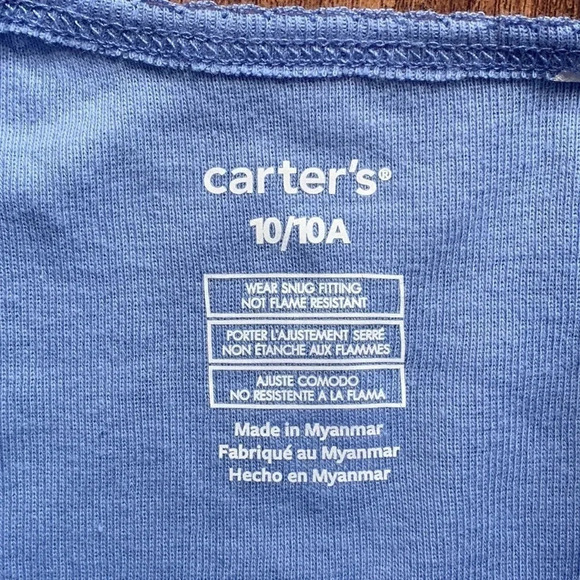 carter's®
10/10A
WEAR SNUG FITTING
NOT FLAME RESISTANT
PORTER L'AJUSTEMENT SERRÉ
NON ÉTANCHE AUX FLAMMES
AJUSTE COMODO
NO RESISTENTE A LA FLAMA
Made in Myanmar
Fabriqué au Myanmar
Hecho en Myanmar